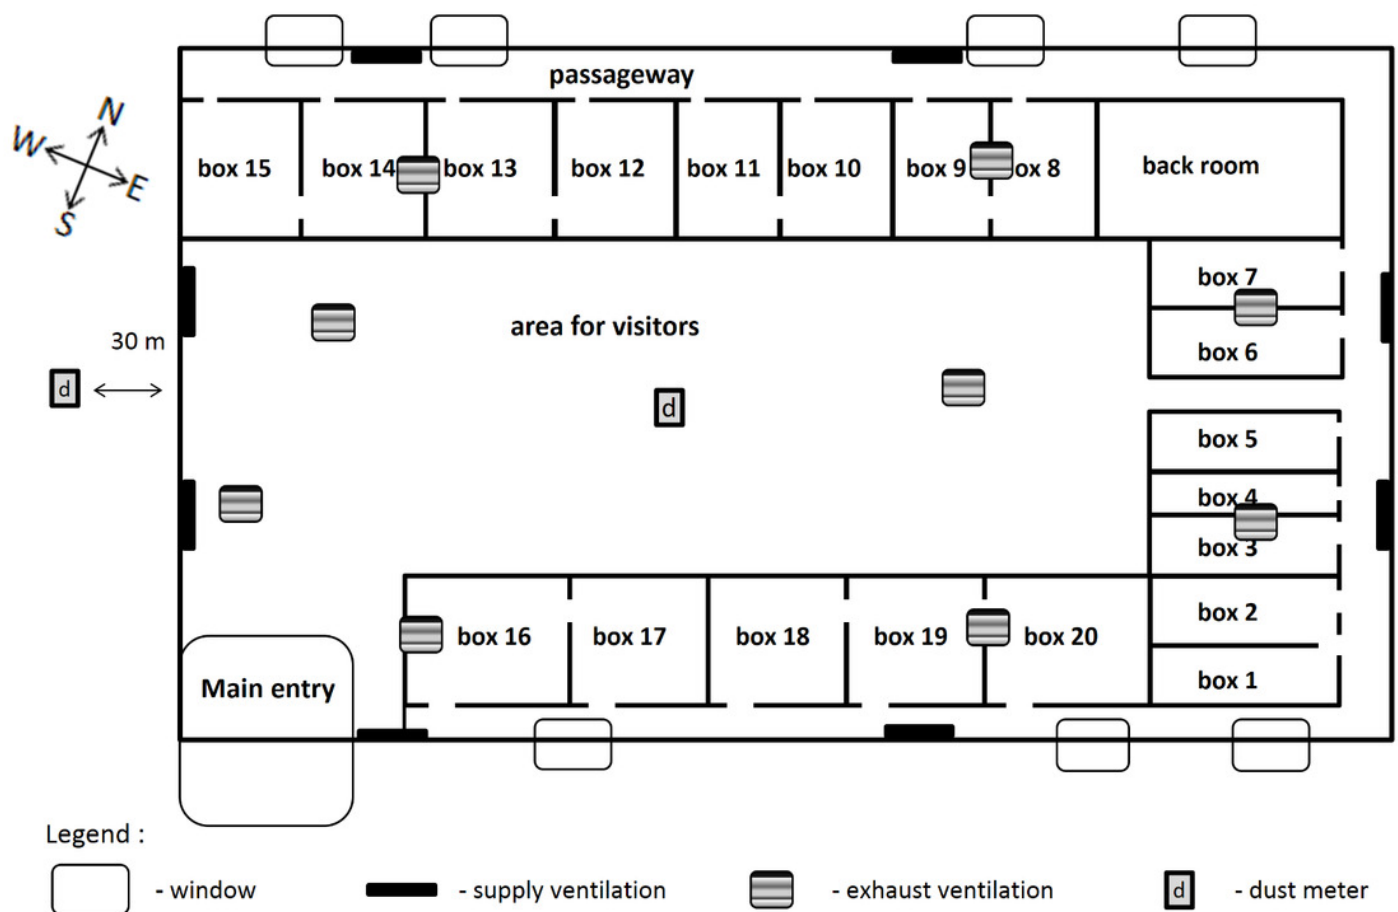 passageway
N
W
E
S
box 15
box 14
box 13
box 12
box 11
box 10
box 9
ox 8
back room
box 7
area for visitors
30 m
box 6
d
d
box 5
box 4
box 3
box 2
box 16
box 17
box 18
box 19
box 20
Main entry
box 1
Legend :
- window
- supply ventilation
- exhaust ventilation
d
- dust meter